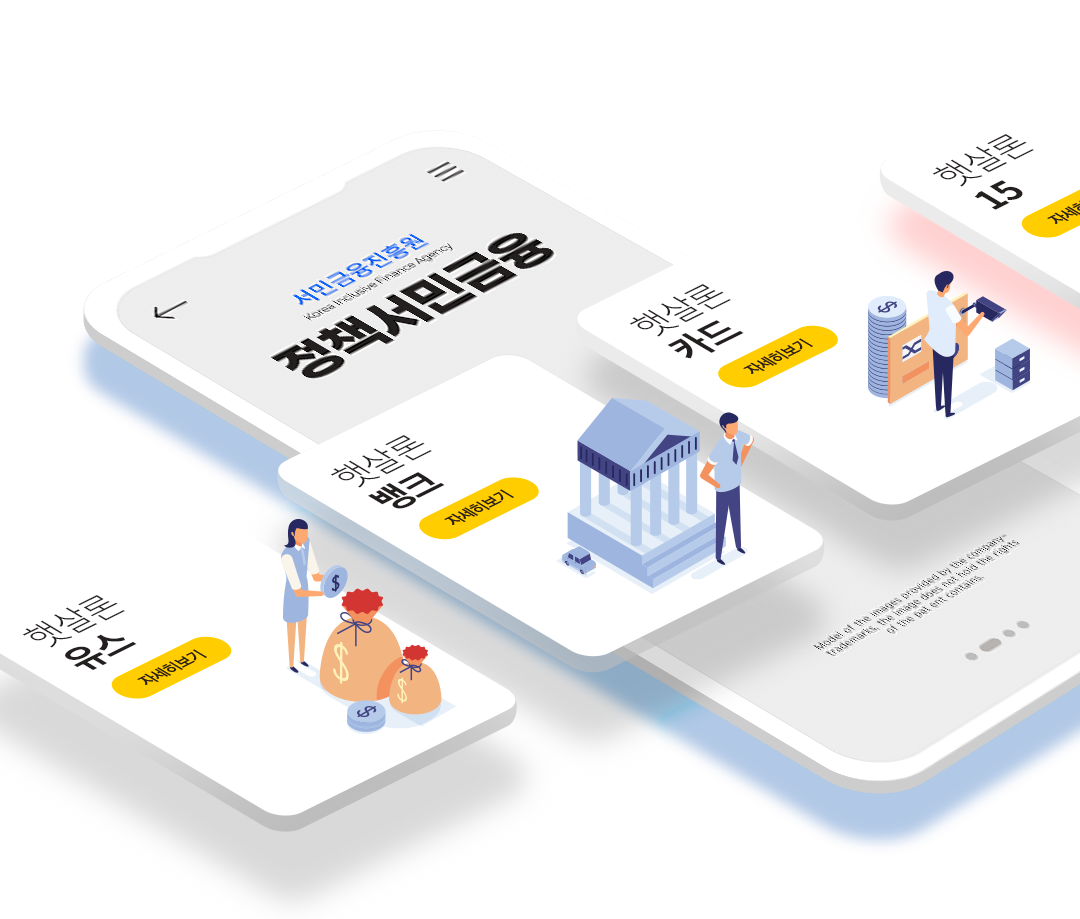 서민금융진흥원
Korea Inclusive Finance Agency
정책서민금융
햇살론
15
자세히
햇살론
카드
자세히보기
햇살론
뱅크
자세히보기
햇살론
유스
자세히보기
Model of the images provided by the company"
trademarks, the image does not hold the rights
of the pat ent contains.